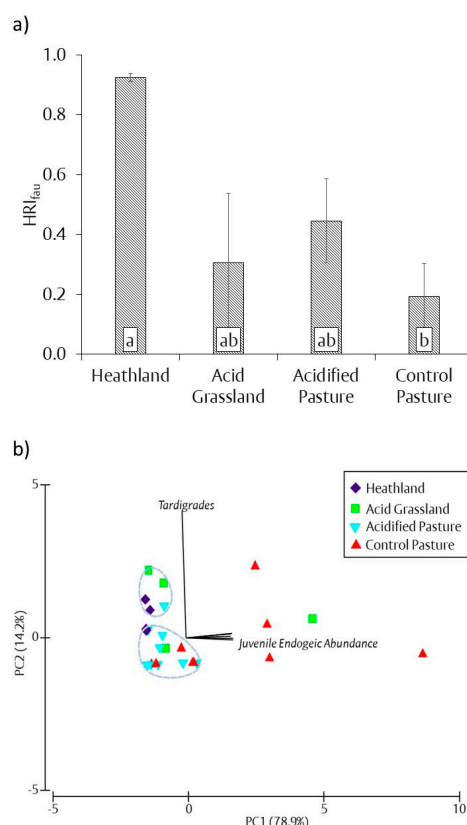 a)
HRIfau
1.0
0.8
0.6
0.4
0.2
0.0
a
ab
ab
b
Heathland
Acid
Grassland
Acidified
Pasture
Control
Pasture
b)
5
Tardigrades
Heathland
Acid Grassland
Acidified Pasture
Control Pasture
PC2 (14.2%)
0
Juvenile Endogeic Abundance
-5
-5
0
5
10
PC1 (78.9%)